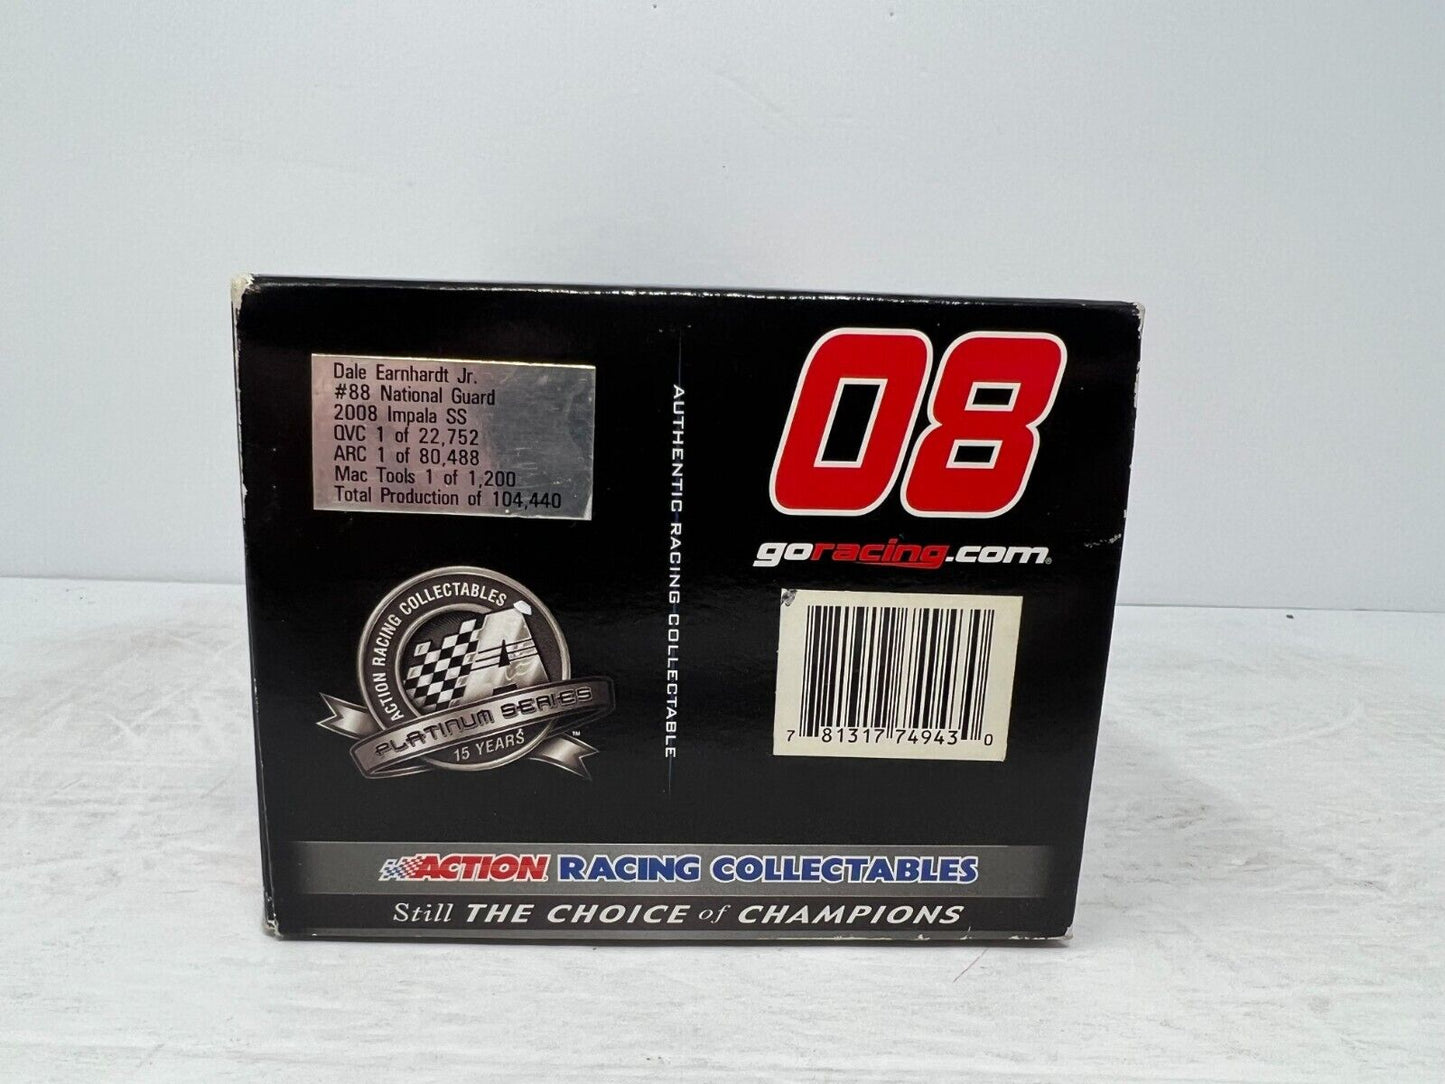 Dale Earnhardt Jr.
#88 National Guard
2008 Impala SS
QVC 1 of 22,752
ARC 1 of 80,488
Mac Tools 1 of 1,200
Total Production of 104,440
ACTION RACING COLLECTABLES
A
PLATINUM SERIES
™
15 YEARS
AUTHENTIC RACING COLLECTABLE
08
goracing.com®
7 81317 74943 0
ACTION RACING COLLECTABLES
Still THE CHOICE of CHAMPIONS